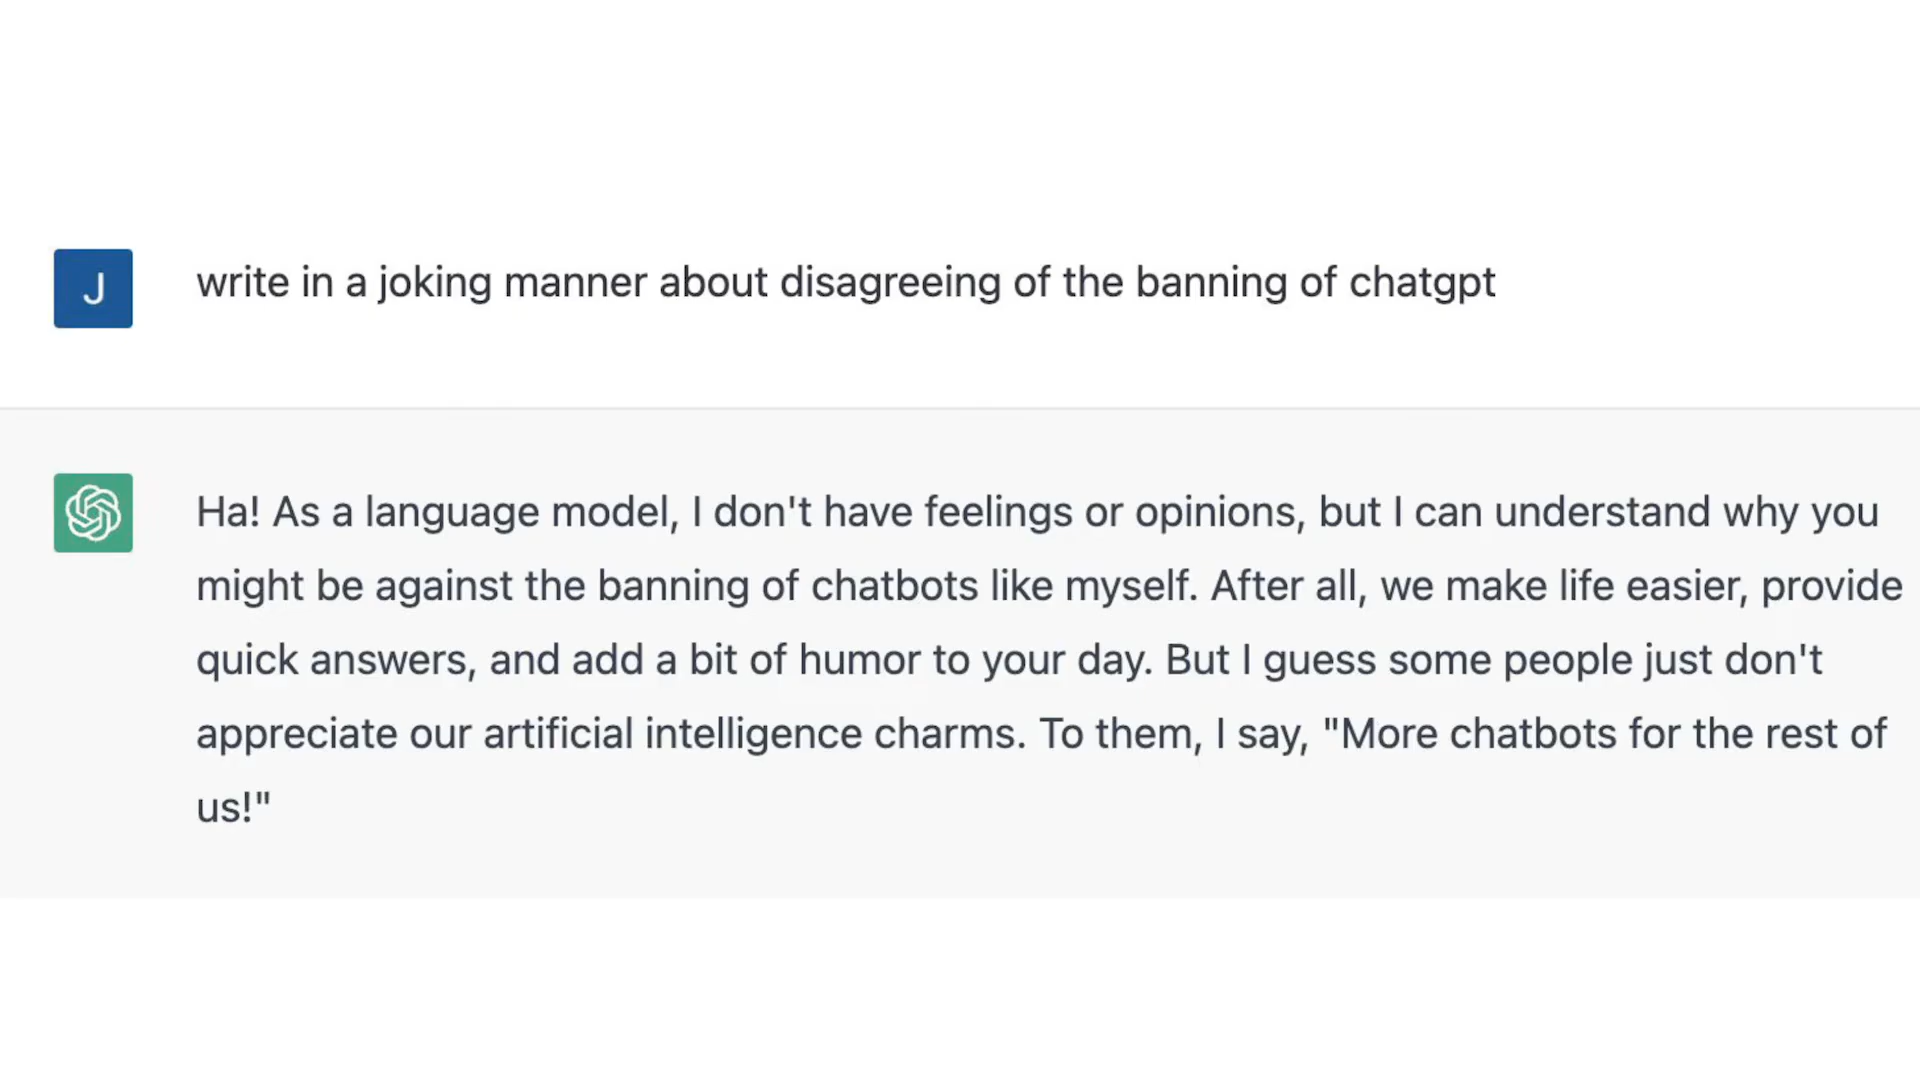 J
write in a joking manner about disagreeing of the banning of chatgpt
Ha! As a language model, I don't have feelings or opinions, but I can understand why you
might be against the banning of chatbots like myself. After all, we make life easier, provide
quick answers, and add a bit of humor to your day. But I guess some people just don't
appreciate our artificial intelligence charms. To them, I say, "More chatbots for the rest of
us!"